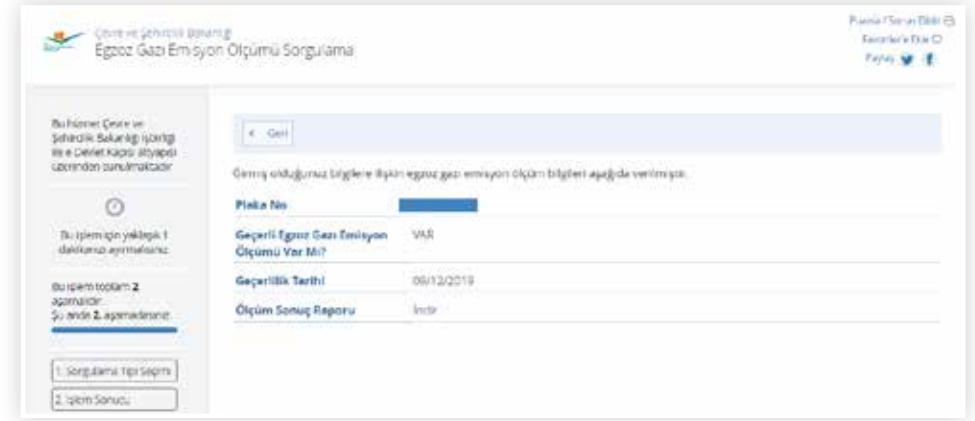 Çevre ve Şehircilik Bakanlığı
Egzoz Gazı Emisyon Ölçümü Sorgulama
Puanla / Sorun Bildir
Favorilere Ekle
Paylaş
Bu hizmet Çevre ve
Şehircilik Bakanlığı işbirliği
ile e-Devlet Kapısı altyapısı
üzerinden sunulmaktadır.
Bu işlem için yaklaşık 1
dakikanızı ayırmalısınız.
Bu işlem toplam 2
aşamalıdır.
Şu anda 2. aşamadasınız.
1. Sorgulama Tipi Seçimi
2. İşlem Sonucu
Geri
Girmiş olduğunuz bilgilere ilişkin egzoz gazı emisyon ölçüm bilgileri aşağıda verilmiştir.
Plaka No
Geçerli Egzoz Gazı Emisyon
Ölçümü Var Mı?
VAR
Geçerlilik Tarihi
09/12/2019
Ölçüm Sonuç Raporu
İndir